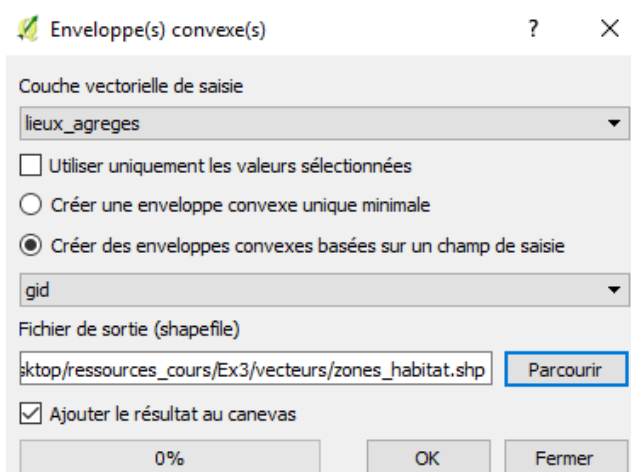 Enveloppe(s) convexe(s) ?
Couche vectorielle de saisie
lieux_agreges
Utiliser uniquement les valeurs sélectionnées
Créer une enveloppe convexe unique minimale
Créer des enveloppes convexes basées sur un champ de saisie
gid
Fichier de sortie (shapefile)
sktop/ressources_cours/Ex3/vecteurs/zones_habitat.shp Parcourir
Ajouter le résultat au canevas
0% OK Fermer